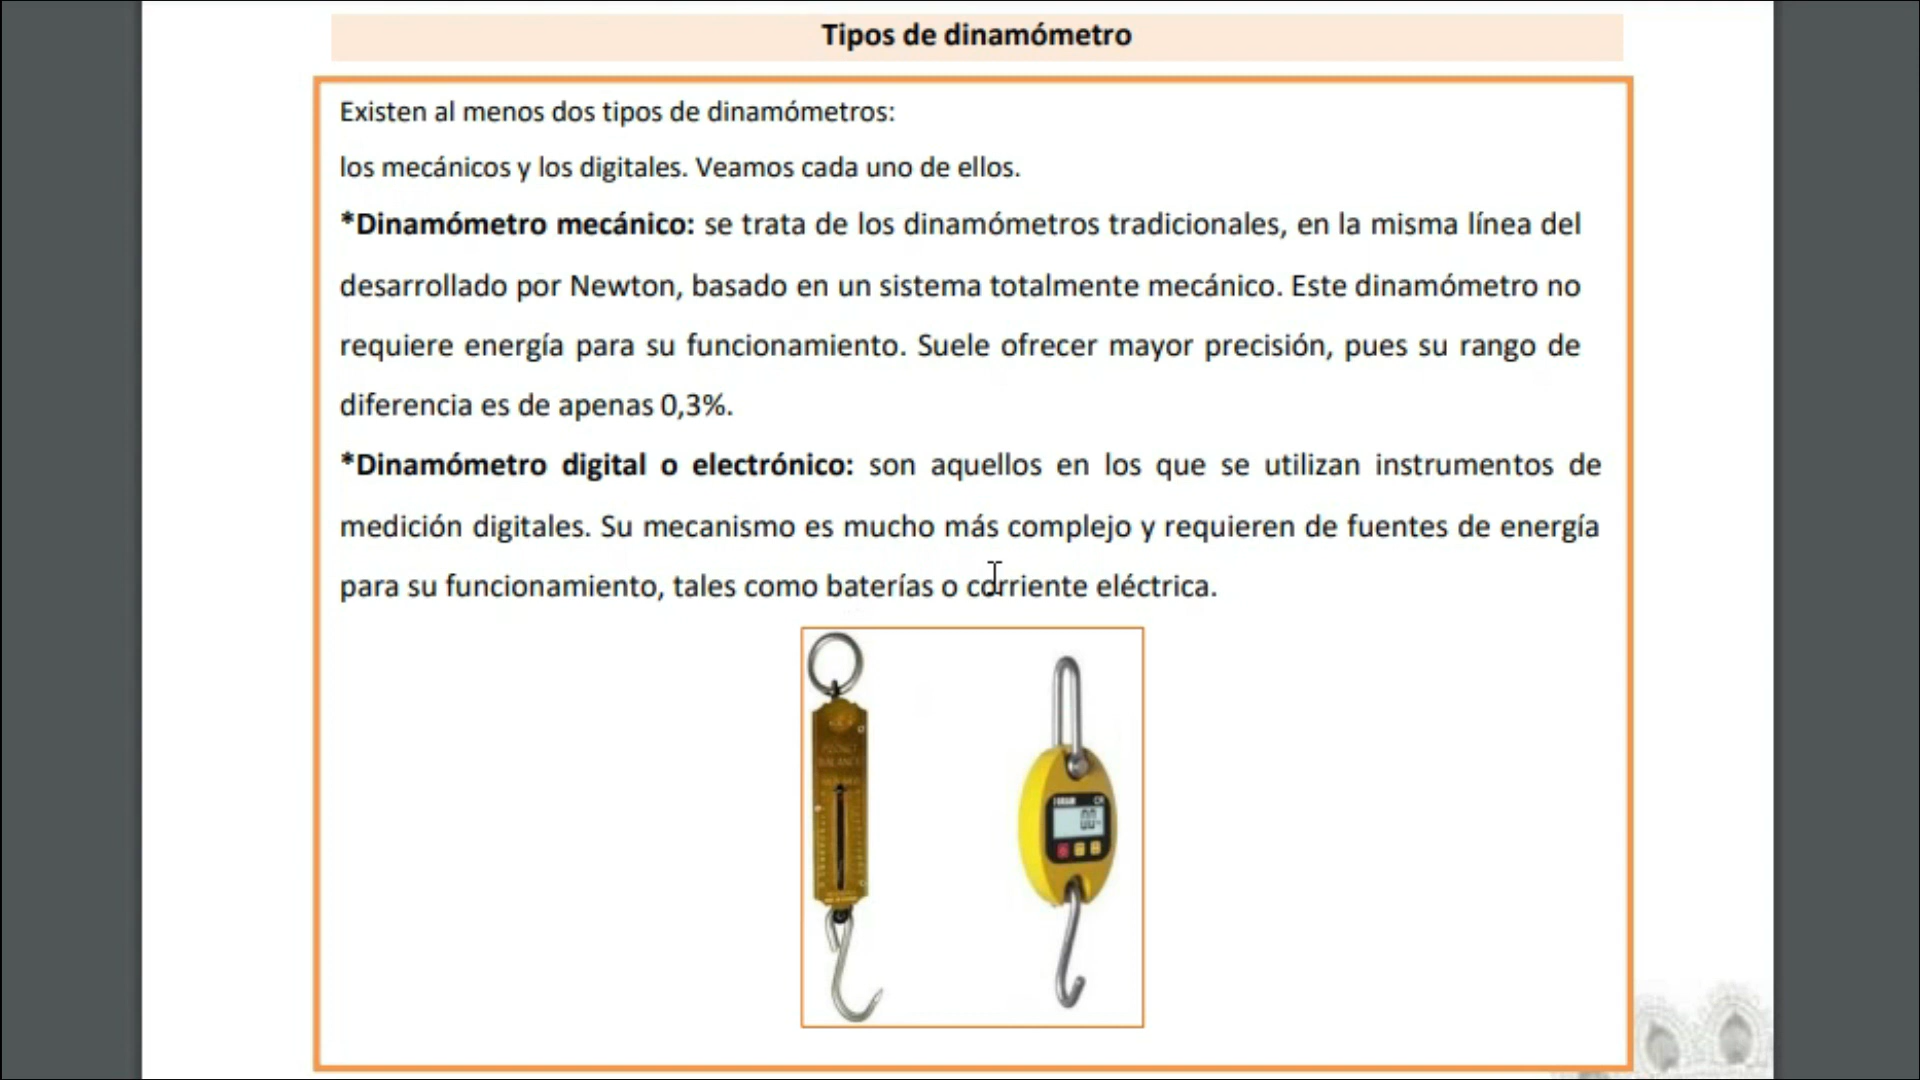 Tipos de dinamómetro
Existen al menos dos tipos de dinamómetros:
los mecánicos y los digitales. Veamos cada uno de ellos.
*Dinamómetro mecánico: se trata de los dinamómetros tradicionales, en la misma línea del
desarrollado por Newton, basado en un sistema totalmente mecánico. Este dinamómetro no
requiere energía para su funcionamiento. Suele ofrecer mayor precisión, pues su rango de
diferencia es de apenas 0,3%.
*Dinamómetro digital o electrónico: son aquellos en los que se utilizan instrumentos de
medición digitales. Su mecanismo es mucho más complejo y requieren de fuentes de energía
para su funcionamiento, tales como baterías o corriente eléctrica.
POCKET
BALANCE